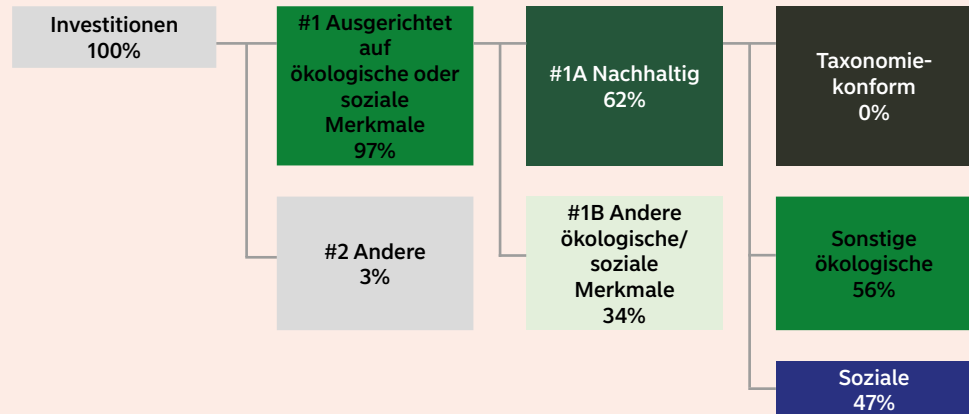 Investitionen
100%
#1 Ausgerichtet
auf
ökologische oder
soziale
Merkmale
97%
#2 Andere
3%
#1A Nachhaltig
62%
#1B Andere
ökologische/
soziale
Merkmale
34%
Taxonomie-
konform
0%
Sonstige
ökologische
56%
Soziale
47%